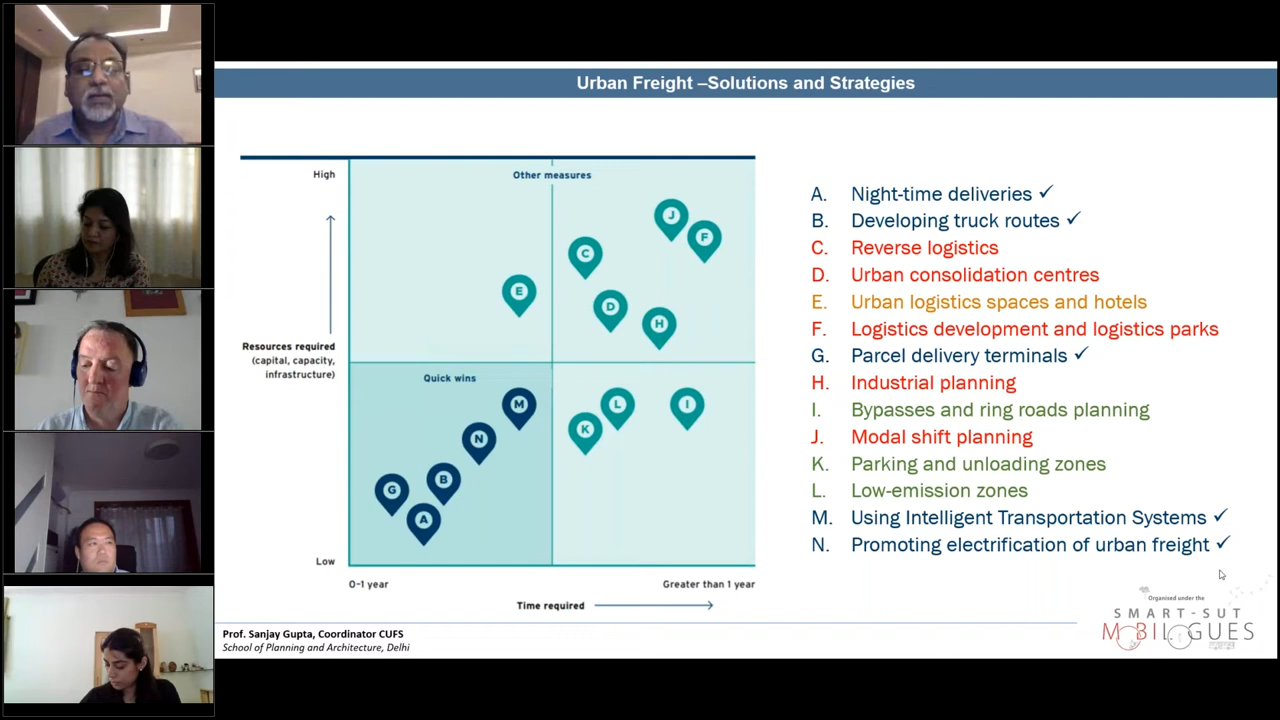 Urban Freight –Solutions and Strategies
High
Other measures
J
F
C
E
D
H
Resources required
(capital, capacity,
infrastructure)
Quick wins
M
L
I
K
N
G
B
A
Low
0–1 year
Greater than 1 year
Time required
A. Night-time deliveries ✓
B. Developing truck routes ✓
C. Reverse logistics
D. Urban consolidation centres
E. Urban logistics spaces and hotels
F. Logistics development and logistics parks
G. Parcel delivery terminals ✓
H. Industrial planning
I. Bypasses and ring roads planning
J. Modal shift planning
K. Parking and unloading zones
L. Low-emission zones
M. Using Intelligent Transportation Systems ✓
N. Promoting electrification of urban freight ✓
Organised under the
SMART-SUT
MOBILOGUES
Prof. Sanjay Gupta, Coordinator CUFS
School of Planning and Architecture, Delhi